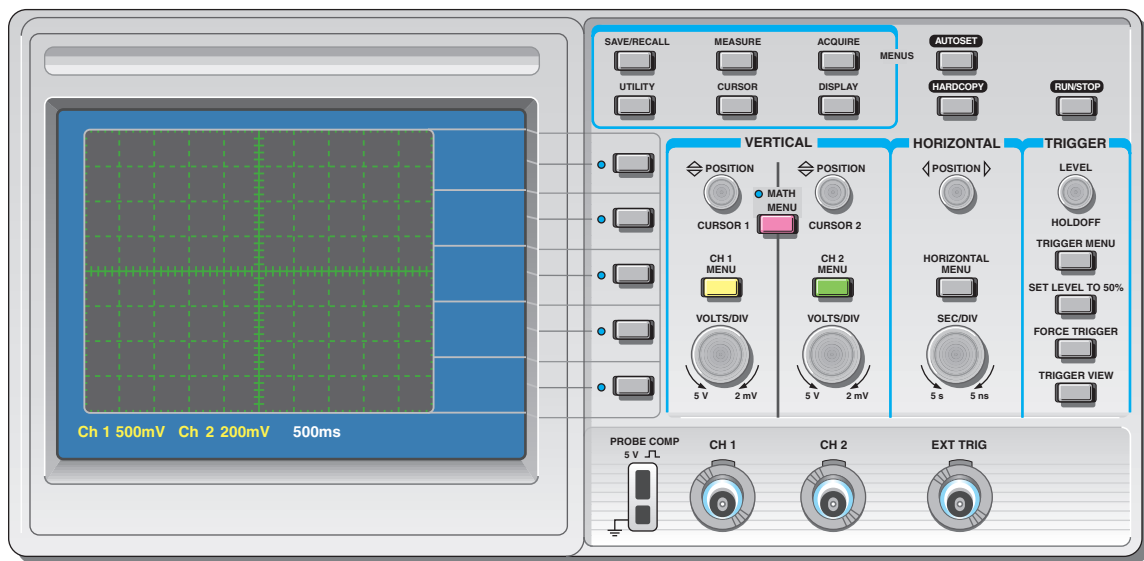 SAVE/RECALL MEASURE ACQUIRE
MENUS
AUTOSET
UTILITY CURSOR DISPLAY
HARDCOPY RUN/STOP
VERTICAL HORIZONTAL TRIGGER
POSITION POSITION POSITION LEVEL
MATH
MENU
CURSOR 1 CURSOR 2 HOLDOFF
TRIGGER MENU
CH 1
MENU
CH 2
MENU
HORIZONTAL
MENU
SET LEVEL TO 50%
VOLTS/DIV VOLTS/DIV SEC/DIV
FORCE TRIGGER
TRIGGER VIEW
5 V 2 mV 5 V 2 mV 5 s 5 ns
Ch 1 500mV Ch 2 200mV 500ms
PROBE COMP
5 V
CH 1 CH 2 EXT TRIG